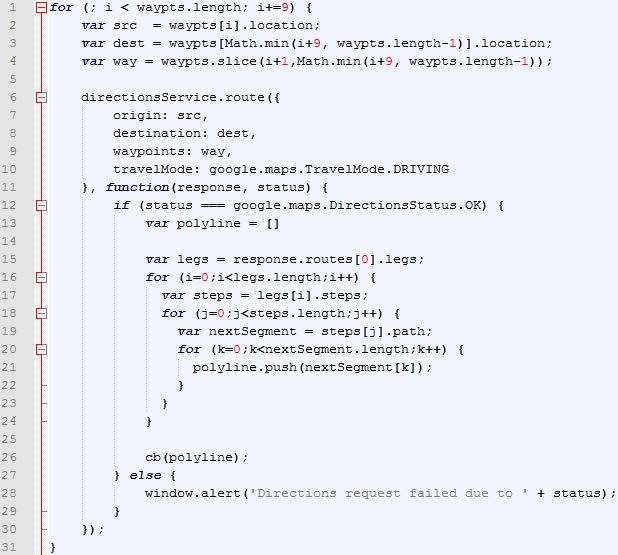 1 for (; i < waypts.length; i+=9) {
2 var src = waypts[i].location;
3 var dest = waypts[Math.min(i+9, waypts.length-1)].location;
4 var way = waypts.slice(i+1,Math.min(i+9, waypts.length-1));
5
6 directionsService.route({
7 origin: src,
8 destination: dest,
9 waypoints: way,
10 travelMode: google.maps.TravelMode.DRIVING
11 }, function(response, status) {
12 if (status === google.maps.DirectionsStatus.OK) {
13 var polyline = []
14
15 var legs = response.routes[0].legs;
16 for (i=0;i<legs.length;i++) {
17 var steps = legs[i].steps;
18 for (j=0;j<steps.length;j++) {
19 var nextSegment = steps[j].path;
20 for (k=0;k<nextSegment.length;k++) {
21 polyline.push(nextSegment[k]);
22 }
23 }
24 }
25
26 cb(polyline);
27 } else {
28 window.alert('Directions request failed due to ' + status);
29 }
30 });
31 }